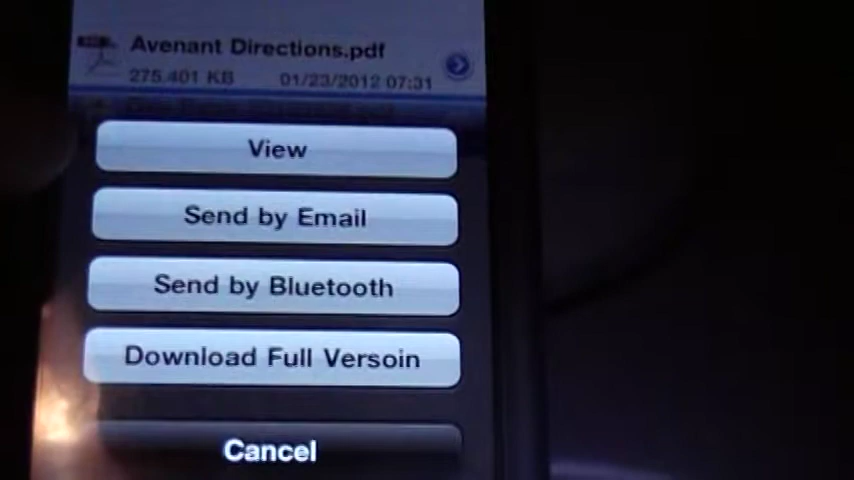 Avenant Directions.pdf
275.401 KB 01/23/2012 07:31
View
Send by Email
Send by Bluetooth
Download Full Versoin
Cancel